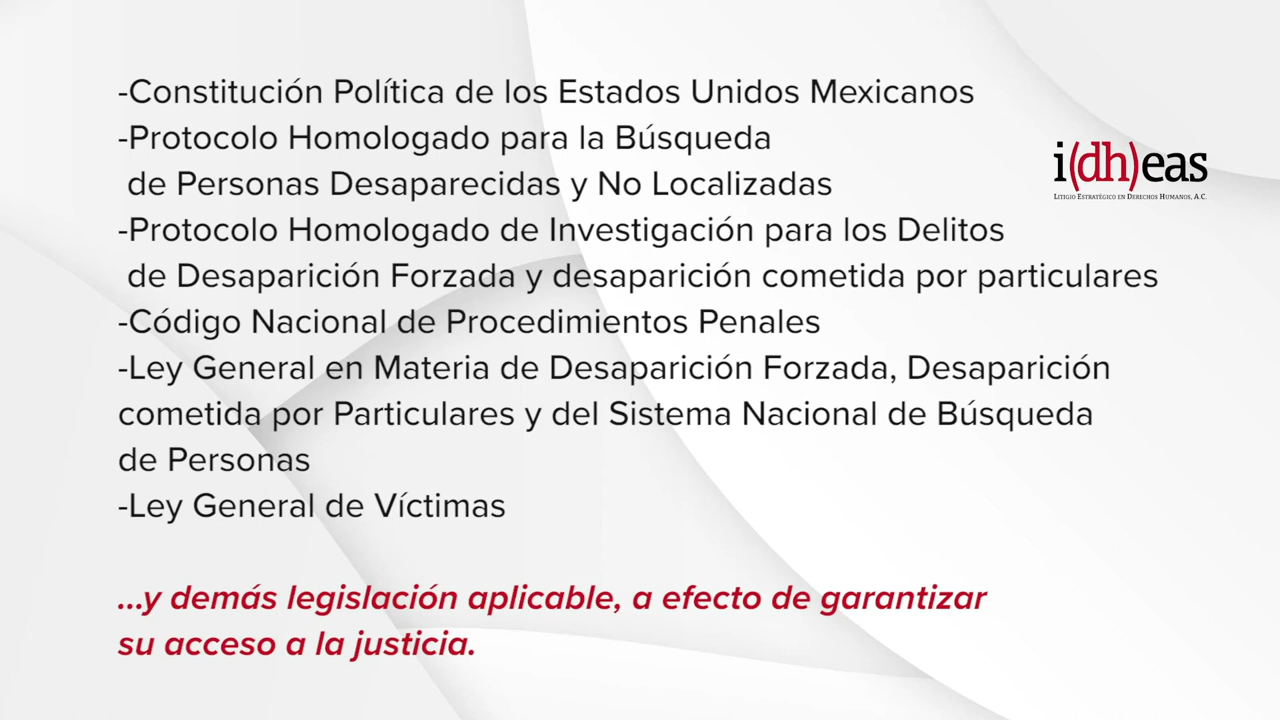 -Constitución Política de los Estados Unidos Mexicanos
-Protocolo Homologado para la Búsqueda
de Personas Desaparecidas y No Localizadas
i(dh)eas
LITIGIO ESTRATÉGICO EN DERECHOS HUMANOS, A.C.
-Protocolo Homologado de Investigación para los Delitos
de Desaparición Forzada y desaparición cometida por particulares
-Código Nacional de Procedimientos Penales
-Ley General en Materia de Desaparición Forzada, Desaparición
cometida por Particulares y del Sistema Nacional de Búsqueda
de Personas
-Ley General de Víctimas
...y demás legislación aplicable, a efecto de garantizar
su acceso a la justicia.